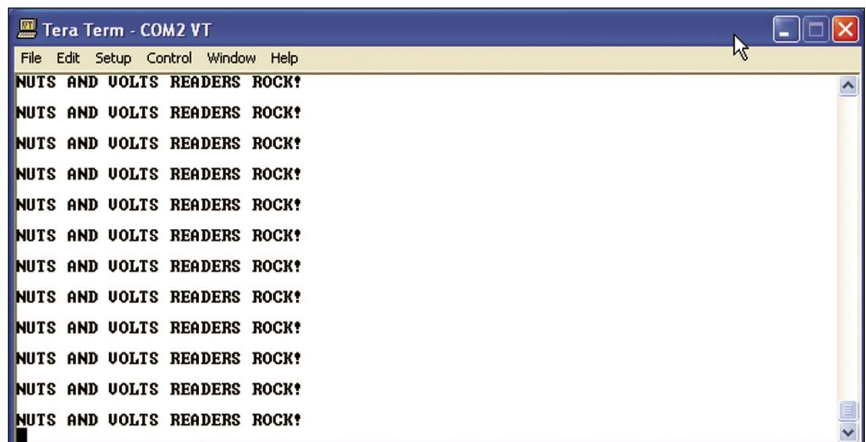 Tera Term - COM2 VT
File Edit Setup Control Window Help
NUTS AND VOLTS READERS ROCK!
NUTS AND VOLTS READERS ROCK!
NUTS AND VOLTS READERS ROCK!
NUTS AND VOLTS READERS ROCK!
NUTS AND VOLTS READERS ROCK!
NUTS AND VOLTS READERS ROCK!
NUTS AND VOLTS READERS ROCK!
NUTS AND VOLTS READERS ROCK!
NUTS AND VOLTS READERS ROCK!
NUTS AND VOLTS READERS ROCK!
NUTS AND VOLTS READERS ROCK!
NUTS AND VOLTS READERS ROCK!